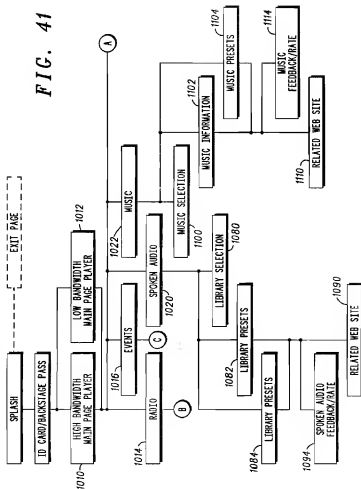 FIG. 41
SPLASH
EXIT PAGE
ID CARD/BACKSTAGE PASS
HIGH BANDWIDTH
MAIN PAGE PLAYER
1010
LOW BANDWIDTH
MAIN PAGE PLAYER
1012
A
RADIO
1014
B
EVENTS
1016
C
SPOKEN AUDIO
1020
MUSIC
1022
LIBRARY SELECTION
1080
LIBRARY PRESETS
1082
LIBRARY PRESETS
1084
SPOKEN AUDIO
FEEDBACK/RATE
1094
RELATED WEB SITE
1090
MUSIC SELECTION
1100
MUSIC INFORMATION
1102
MUSIC PRESETS
1104
RELATED WEB SITE
1110
MUSIC
FEEDBACK/RATE
1114